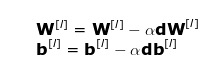 W^[l] = W^[l] − αdW^[l]
b^[l] = b^[l] − αdb^[l]